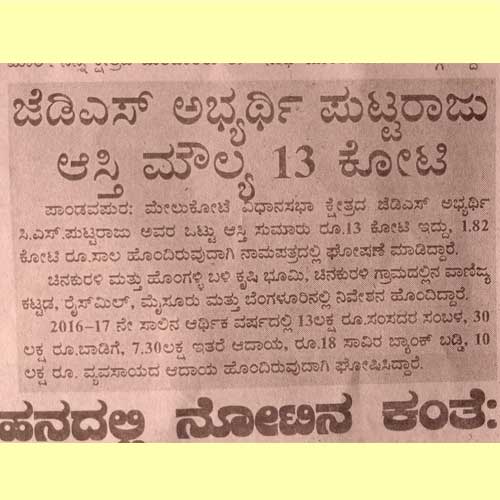 ಜೆಡಿಎಸ್ ಅಭ್ಯರ್ಥಿ ಪುಟ್ಟರಾಜು
ಆಸ್ತಿ ಮೌಲ್ಯ 13 ಕೋಟಿ
ಪಾಂಡವಪುರ: ಮೇಲುಕೋಟೆ ವಿಧಾನಸಭಾ ಕ್ಷೇತ್ರದ ಜೆಡಿಎಸ್ ಅಭ್ಯರ್ಥಿ
ಸಿ.ಎಸ್.ಪುಟ್ಟರಾಜು ಅವರ ಒಟ್ಟು ಆಸ್ತಿ ಸುಮಾರು ರೂ.13 ಕೋಟಿ ಇದ್ದು, 1.82
ಕೋಟಿ ರೂ.ಸಾಲ ಹೊಂದಿರುವುದಾಗಿ ನಾಮಪತ್ರದಲ್ಲಿ ಘೋಷಣೆ ಮಾಡಿದ್ದಾರೆ.
ಚಿನಕುರಳಿ ಮತ್ತು ಹೊಂಗಳ್ಳಿ ಬಳಿ ಕೃಷಿ ಭೂಮಿ, ಚಿನಕುರಳಿ ಗ್ರಾಮದಲ್ಲಿನ ವಾಣಿಜ್ಯ
ಕಟ್ಟಡ, ರೈಸ್‌ಮಿಲ್, ಮೈಸೂರು ಮತ್ತು ಬೆಂಗಳೂರಿನಲ್ಲಿ ನಿವೇಶನ ಹೊಂದಿದ್ದಾರೆ.
2016–17 ನೇ ಸಾಲಿನ ಆರ್ಥಿಕ ವರ್ಷದಲ್ಲಿ 13ಲಕ್ಷ ರೂ.ಸಂಸದರ ಸಂಬಳ, 30
ಲಕ್ಷ ರೂ.ಬಾಡಿಗೆ, 7.30ಲಕ್ಷ ಇತರೆ ಆದಾಯ, ರೂ.18 ಸಾವಿರ ಬ್ಯಾಂಕ್ ಬಡ್ಡಿ, 10
ಲಕ್ಷ ರೂ. ವ್ಯವಸಾಯದ ಆದಾಯ ಹೊಂದಿರುವುದಾಗಿ ಘೋಷಿಸಿದ್ದಾರೆ.
ಹನದಲ್ಲಿ ನೋಟಿನ ಕಂತೆ: